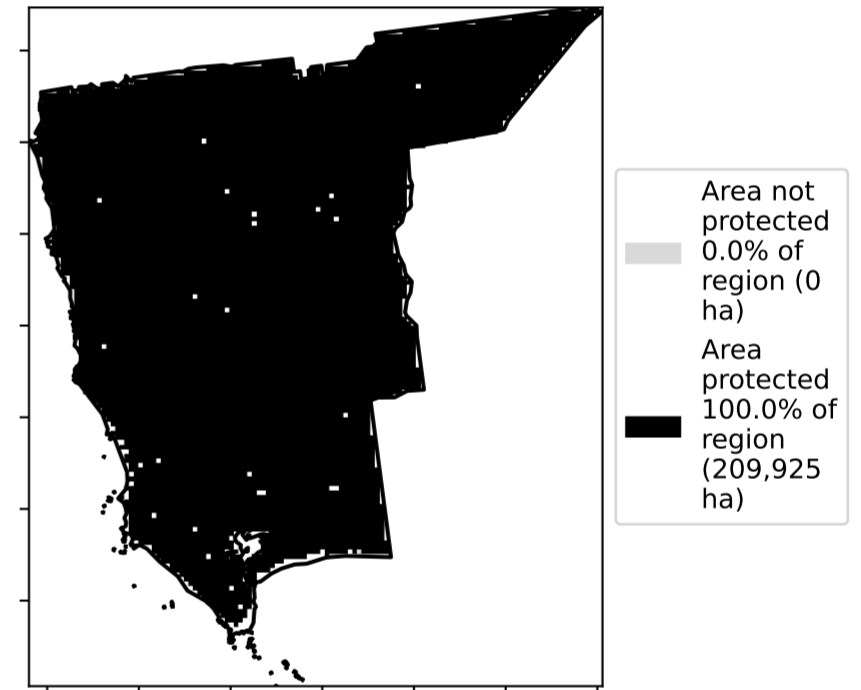 Area not
protected
0.0% of
region (0
ha)
Area
protected
100.0% of
region
(209,925
ha)